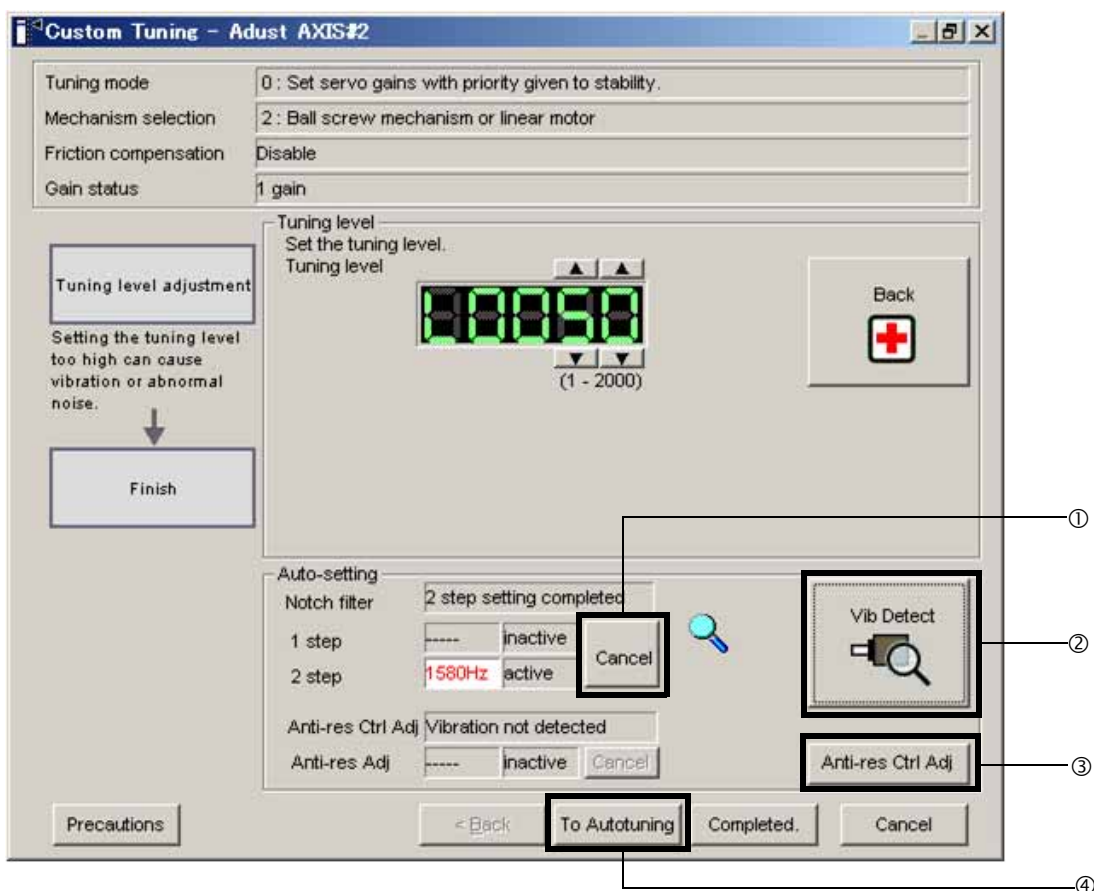 Custom Tuning - Adust AXIS#2
Tuning mode 0 : Set servo gains with priority given to stability.
Mechanism selection 2 : Ball screw mechanism or linear motor
Friction compensation Disable
Gain status 1 gain
Tuning level
Set the tuning level.
Tuning level
L0050
(1 - 2000)
Back
Tuning level adjustment
Setting the tuning level
too high can cause
vibration or abnormal
noise.
Finish
①
Auto-setting
Notch filter 2 step setting completed
1 step ----- inactive
2 step 1580Hz active
Cancel
Vib Detect
②
Anti-res Ctrl Adj Vibration not detected
Anti-res Adj ----- inactive Cancel
Anti-res Ctrl Adj
③
Precautions < Back To Autotuning Completed. Cancel
④